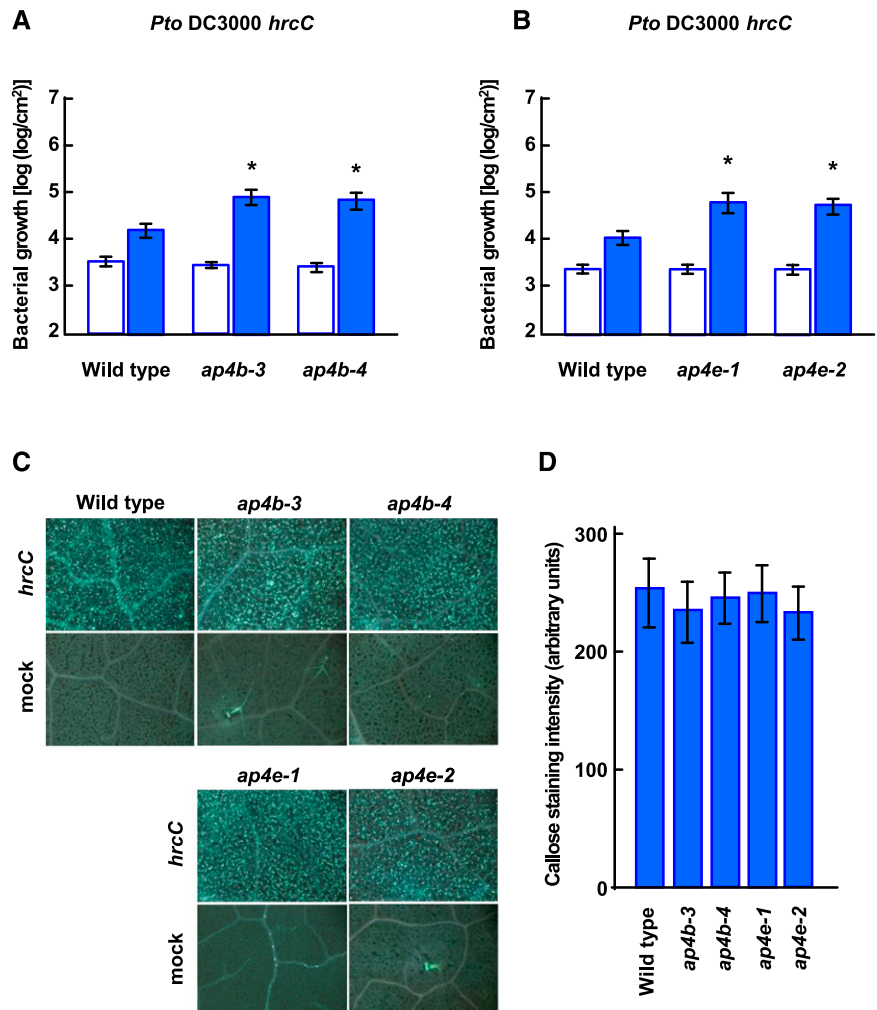 A
Pto DC3000 hrcC
Bacterial growth [log (log/cm²)]
7
6
5
4
3
2
*
*
Wild type
ap4b-3
ap4b-4
B
Pto DC3000 hrcC
Bacterial growth [log (log/cm²)]
7
6
5
4
3
2
*
*
Wild type
ap4e-1
ap4e-2
C
Wild type
ap4b-3
ap4b-4
hrcC
mock
ap4e-1
ap4e-2
hrcC
mock
D
Callose staining intensity (arbitrary units)
300
200
100
0
Wild type
ap4b-3
ap4b-4
ap4e-1
ap4e-2